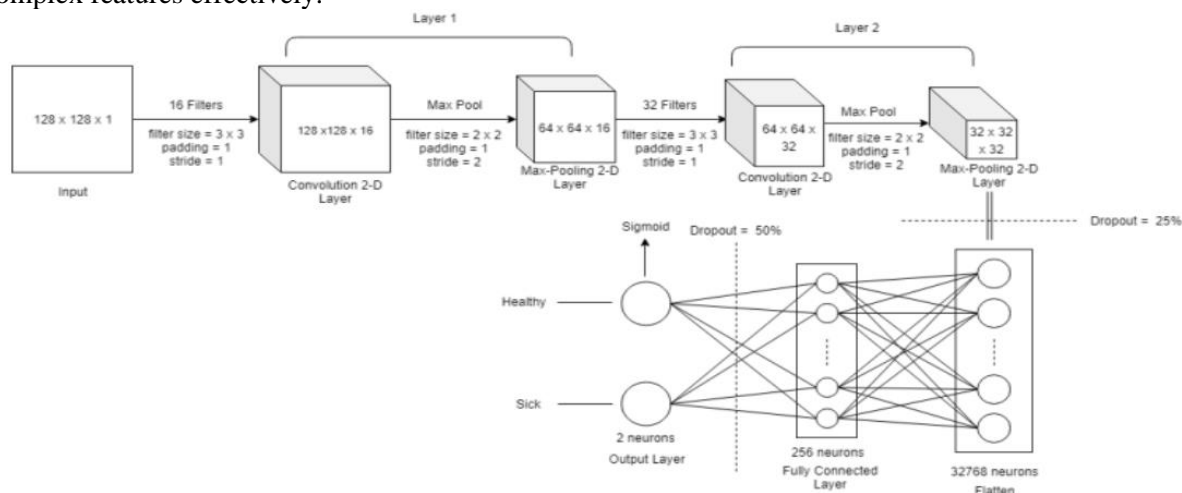 complex features effectively.
Layer 1
Layer 2
128 x 128 x 1
Input
16 Filters
filter size = 3 x 3
padding = 1
stride = 1
128 x128 x 16
Convolution 2-D
Layer
Max Pool
filter size = 2 x 2
padding = 1
stride = 2
64 x 64 x 16
Max-Pooling 2-D
Layer
32 Filters
filter size = 3 x 3
padding = 1
stride = 1
64 x 64 x
32
Convolution 2-D
Layer
Max Pool
filter size = 2 x 2
padding = 1
stride = 2
32 x 32
x 32
Max-Pooling 2-D
Layer
Dropout = 25%
Sigmoid
Dropout = 50%
Healthy
Sick
2 neurons
Output Layer
256 neurons
Fully Connected
Layer
32768 neurons
Flatten